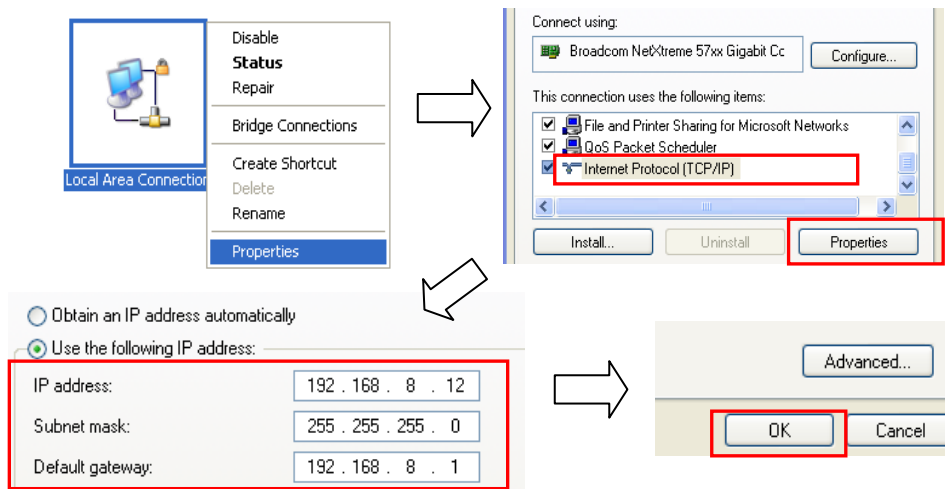 Disable
Status
Repair
Bridge Connections
Create Shortcut
Delete
Rename
Properties
Local Area Connection
Connect using:
Broadcom NetXtreme 57xx Gigabit Cc
Configure...
This connection uses the following items:
File and Printer Sharing for Microsoft Networks
QoS Packet Scheduler
Internet Protocol (TCP/IP)
Install... Uninstall Properties
Obtain an IP address automatically
Use the following IP address:
IP address: 192 . 168 . 8 . 12
Subnet mask: 255 . 255 . 255 . 0
Default gateway: 192 . 168 . 8 . 1
Advanced...
OK Cancel